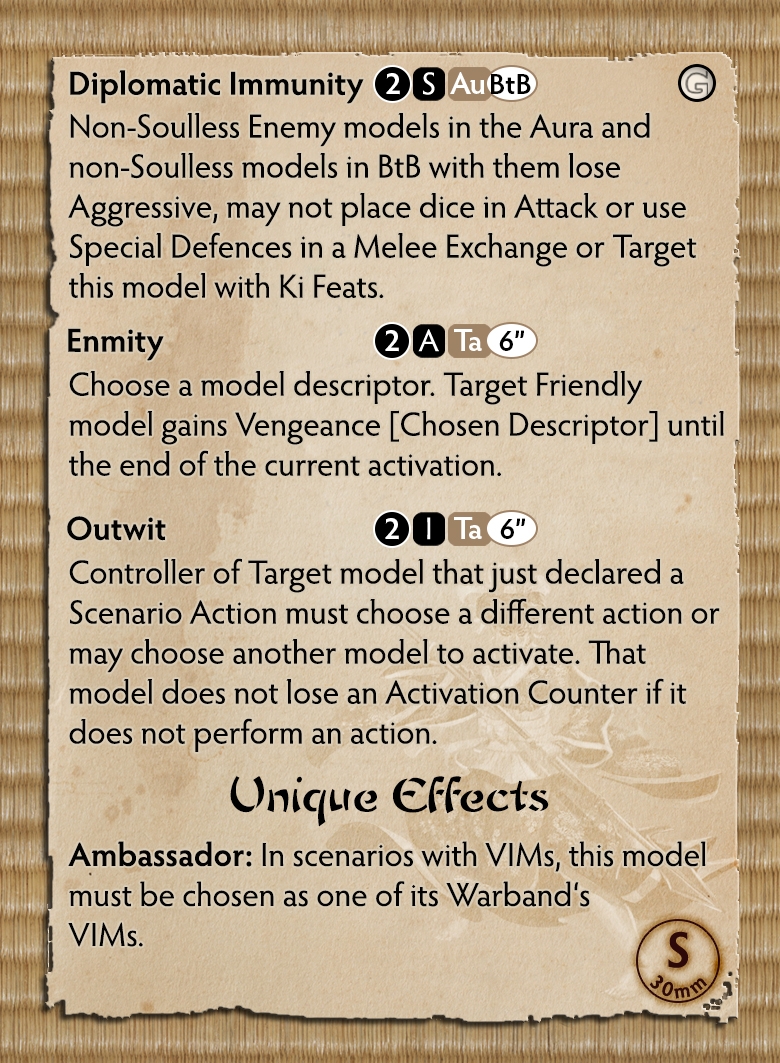 Diplomatic Immunity 2 S Au BtB G
Non-Soulless Enemy models in the Aura and
non-Soulless models in BtB with them lose
Aggressive, may not place dice in Attack or use
Special Defences in a Melee Exchange or Target
this model with Ki Feats.
Enmity 2 A Ta 6"
Choose a model descriptor. Target Friendly
model gains Vengeance [Chosen Descriptor] until
the end of the current activation.
Outwit 2 I Ta 6"
Controller of Target model that just declared a
Scenario Action must choose a different action or
may choose another model to activate. That
model does not lose an Activation Counter if it
does not perform an action.
Unique Effects
Ambassador: In scenarios with VIMs, this model
must be chosen as one of its Warband's
VIMs.
S
30mm